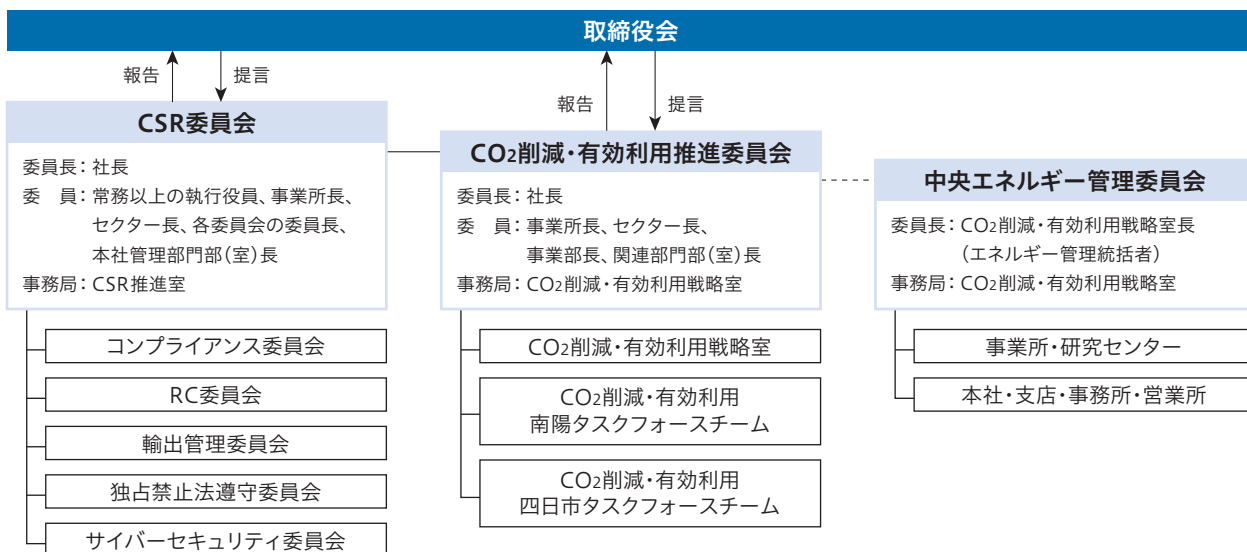 取締役会
報告
提言
報告
提言
CSR委員会
委員長：社長
委　員：常務以上の執行役員、事業所長、
セクター長、各委員会の委員長、
本社管理部門部（室）長
事務局：CSR推進室
コンプライアンス委員会
RC委員会
輸出管理委員会
独占禁止法遵守委員会
サイバーセキュリティ委員会
CO2削減・有効利用推進委員会
委員長：社長
委　員：事業所長、セクター長、
事業部長、関連部門部（室）長
事務局：CO2削減・有効利用戦略室
CO2削減・有効利用戦略室
CO2削減・有効利用
南陽タスクフォースチーム
CO2削減・有効利用
四日市タスクフォースチーム
中央エネルギー管理委員会
委員長：CO2削減・有効利用戦略室長
（エネルギー管理統括者）
事務局：CO2削減・有効利用戦略室
事業所・研究センター
本社・支店・事務所・営業所